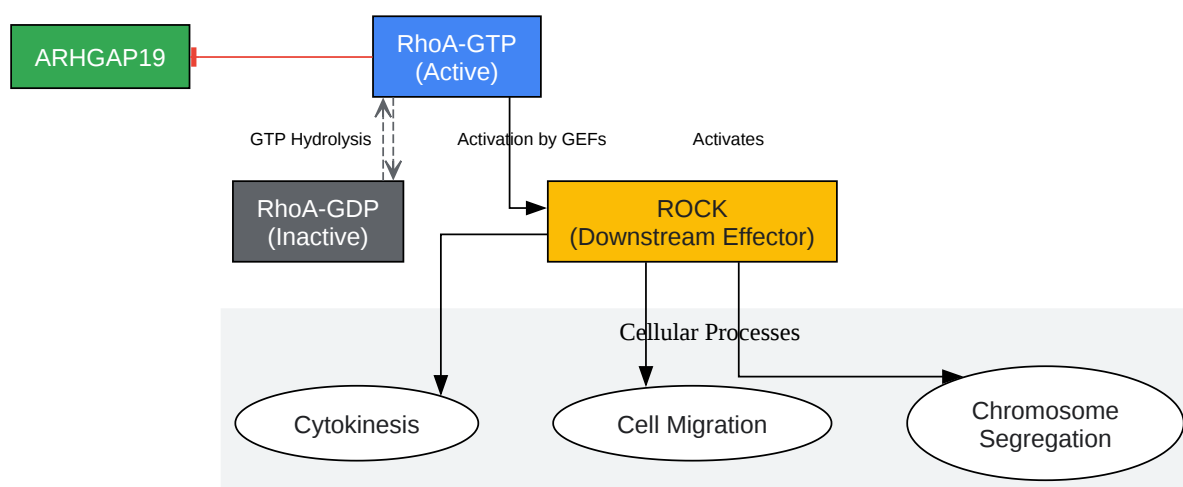 ARHGAP19
RhoA-GTP
(Active)
GTP Hydrolysis
Activation by GEFs
Activates
RhoA-GDP
(Inactive)
ROCK
(Downstream Effector)
Cellular Processes
Cytokinesis
Cell Migration
Chromosome
Segregation